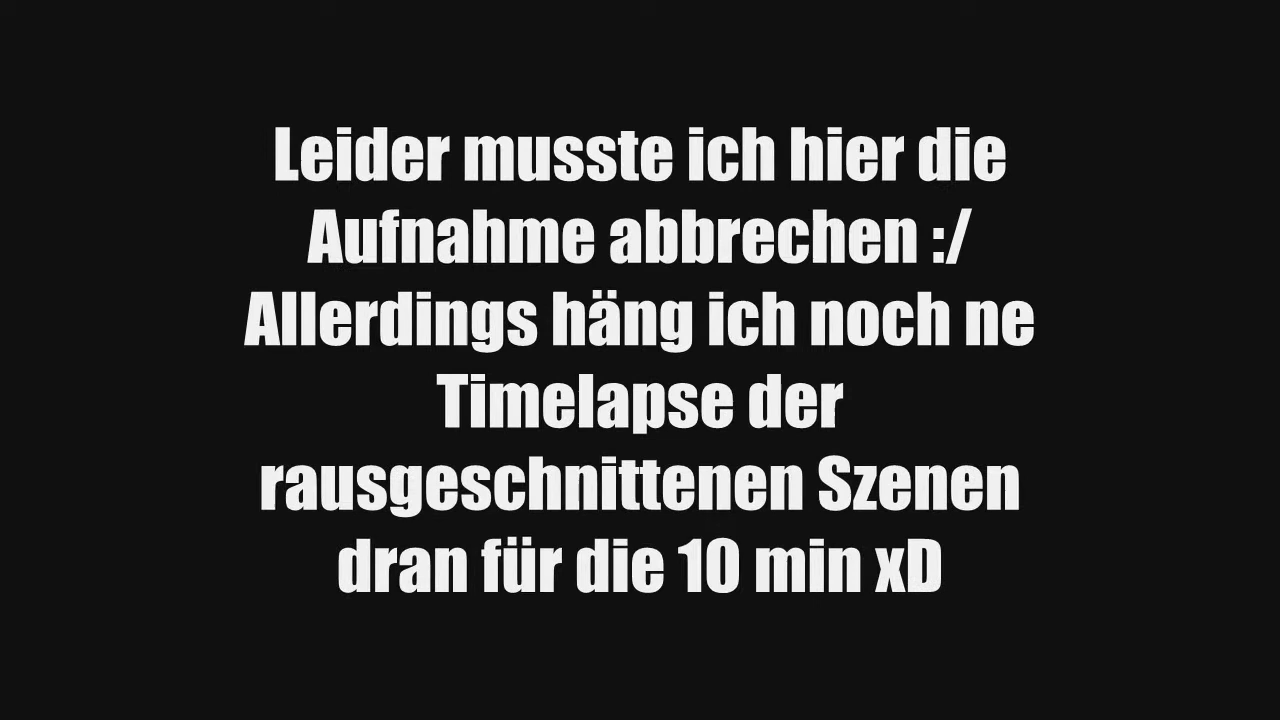 Leider musste ich hier die
Aufnahme abbrechen :/
Allerdings häng ich noch ne
Timelapse der
rausgeschnittenen Szenen
dran für die 10 min xD